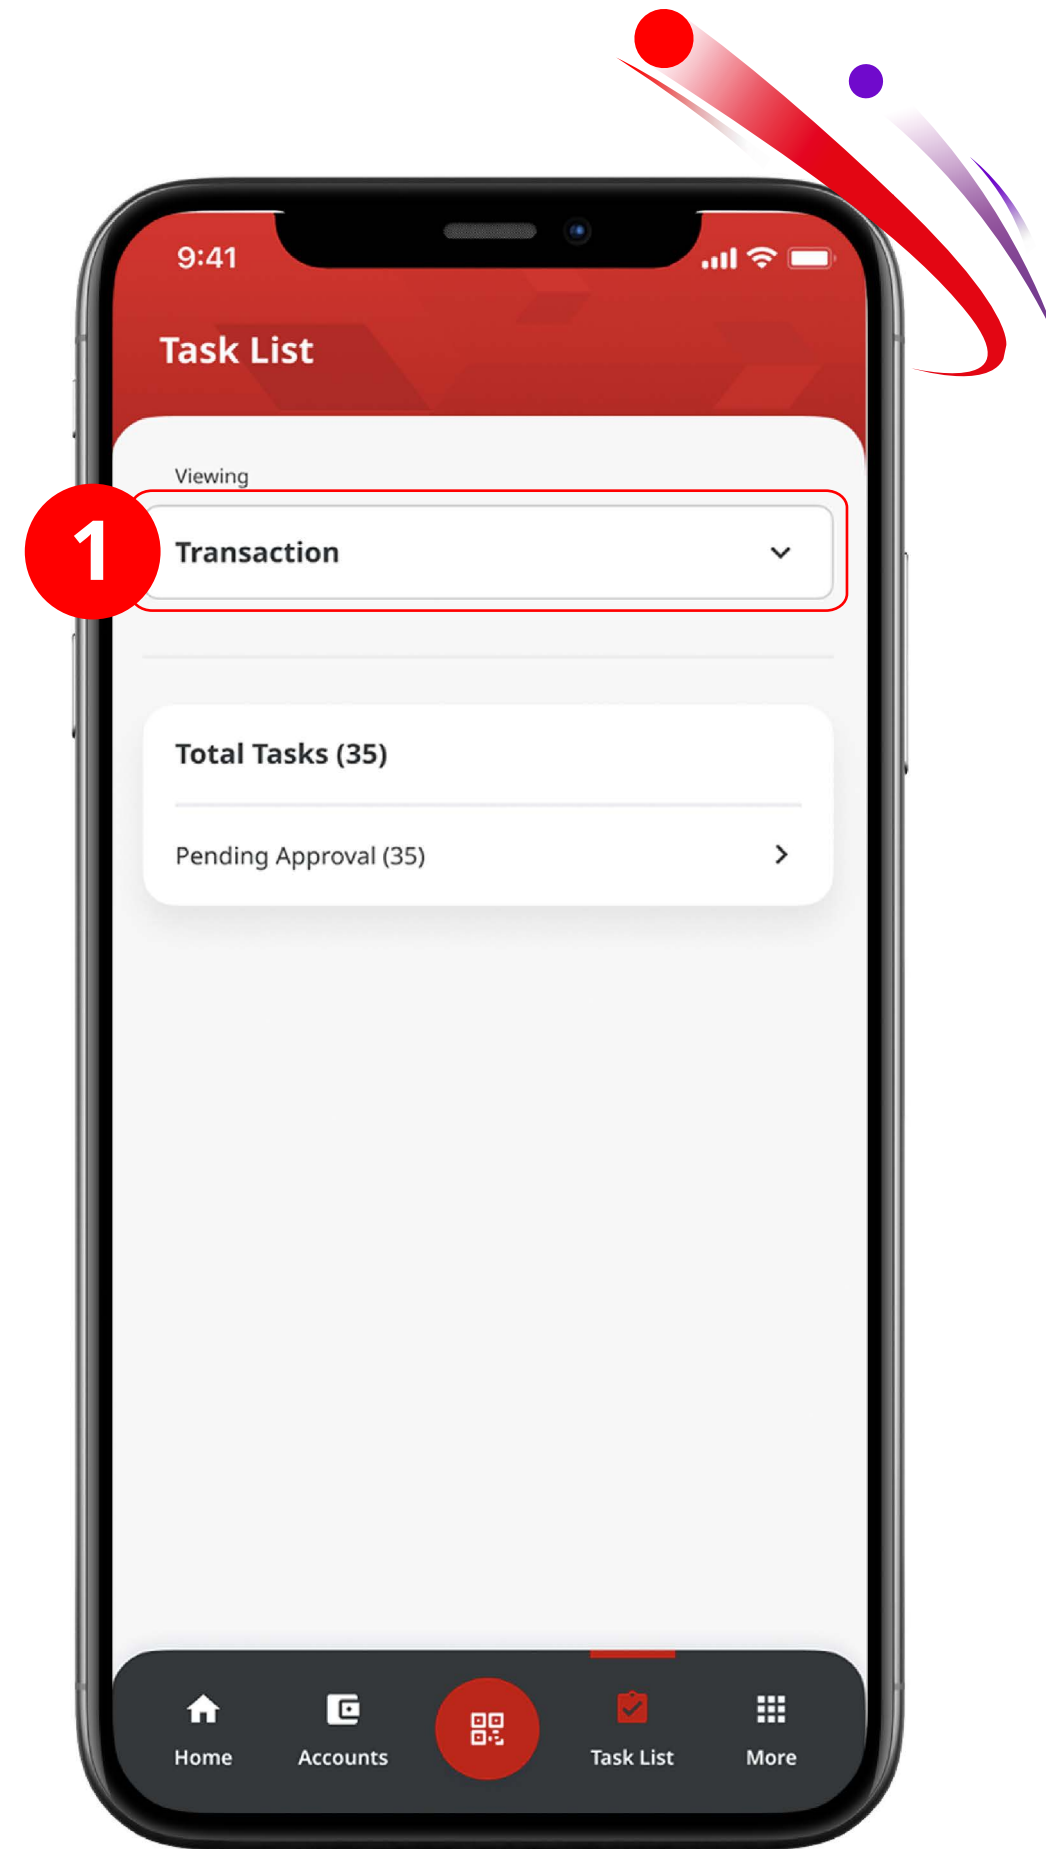 9:41
Task List
Viewing
1
Transaction
Total Tasks (35)
Pending Approval (35)
Home
Accounts
Task List
More